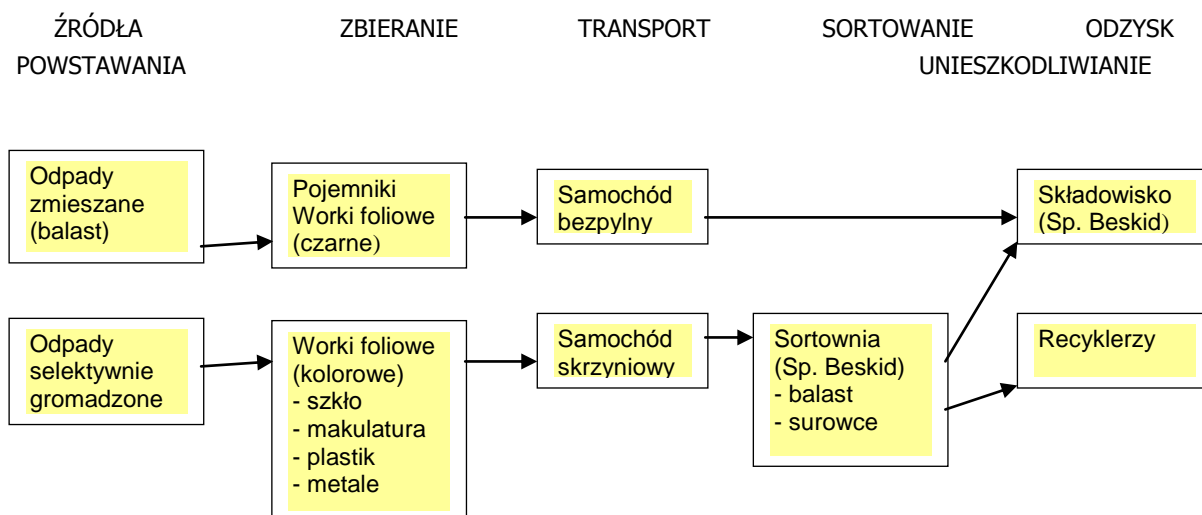 ŹRÓDŁA ZBIERANIE TRANSPORT SORTOWANIE ODZYSK
POWSTAWANIA UNIESZKODLIWIANIE
Odpady
zmieszane
(balast)
Pojemniki
Worki foliowe
(czarne)
Samochód
bezpylny
Składowisko
(Sp. Beskid)
Odpady
selektywnie
gromadzone
Worki foliowe
(kolorowe)
- szkło
- makulatura
- plastik
- metale
Samochód
skrzyniowy
Sortownia
(Sp. Beskid)
- balast
- surowce
Recyklerzy